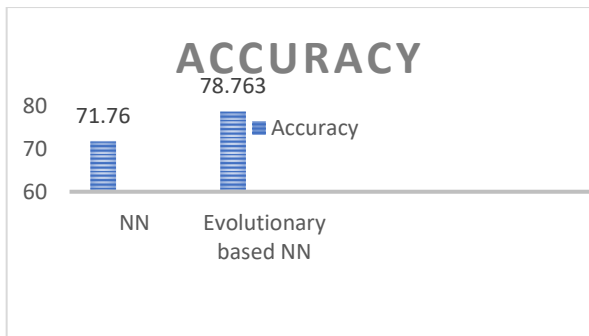 ACCURACY
78.763
80
71.76
Accuracy
70
60
NN
Evolutionary
based NN